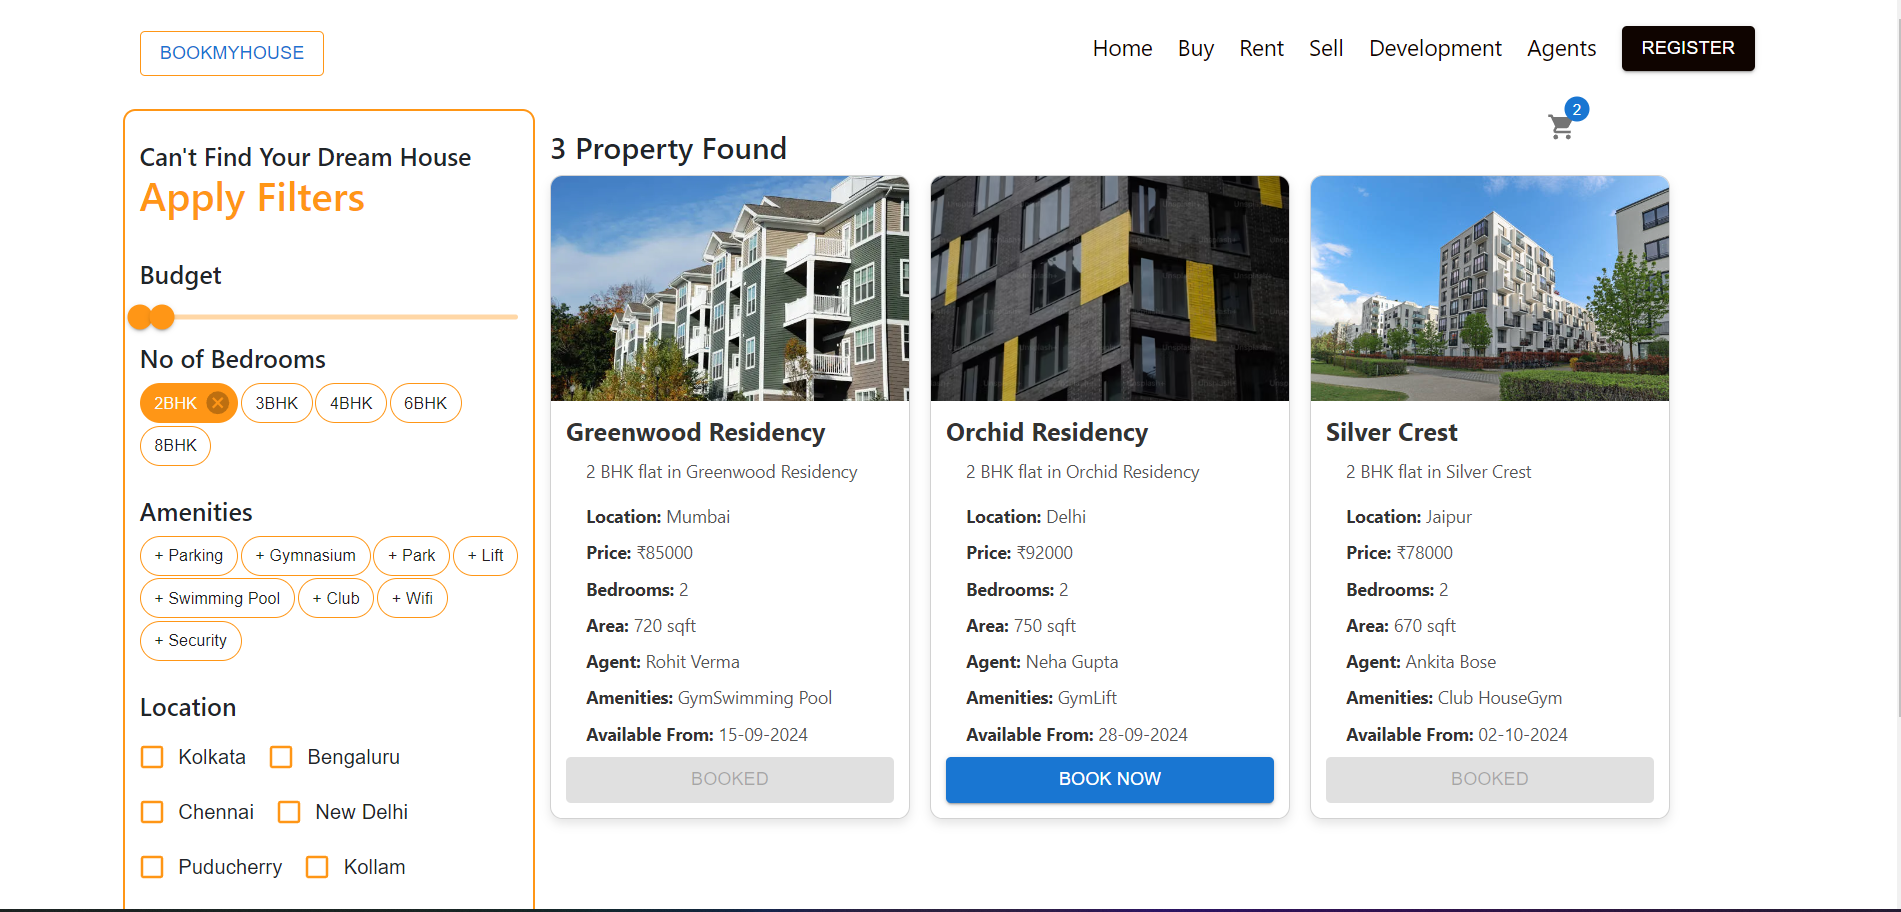 BOOKMYHOUSE
Home Buy Rent Sell Development Agents REGISTER
2
Can't Find Your Dream House
Apply Filters
Budget
No of Bedrooms
2BHK 3BHK 4BHK 6BHK
8BHK
Amenities
+ Parking + Gymnasium + Park + Lift
+ Swimming Pool + Club + Wifi
+ Security
Location
Kolkata Bengaluru
Chennai New Delhi
Puducherry Kollam
3 Property Found
Greenwood Residency
2 BHK flat in Greenwood Residency
Location: Mumbai
Price: ₹85000
Bedrooms: 2
Area: 720 sqft
Agent: Rohit Verma
Amenities: GymSwimming Pool
Available From: 15-09-2024
BOOKED
Orchid Residency
2 BHK flat in Orchid Residency
Location: Delhi
Price: ₹92000
Bedrooms: 2
Area: 750 sqft
Agent: Neha Gupta
Amenities: GymLift
Available From: 28-09-2024
BOOK NOW
Silver Crest
2 BHK flat in Silver Crest
Location: Jaipur
Price: ₹78000
Bedrooms: 2
Area: 670 sqft
Agent: Ankita Bose
Amenities: Club HouseGym
Available From: 02-10-2024
BOOKED